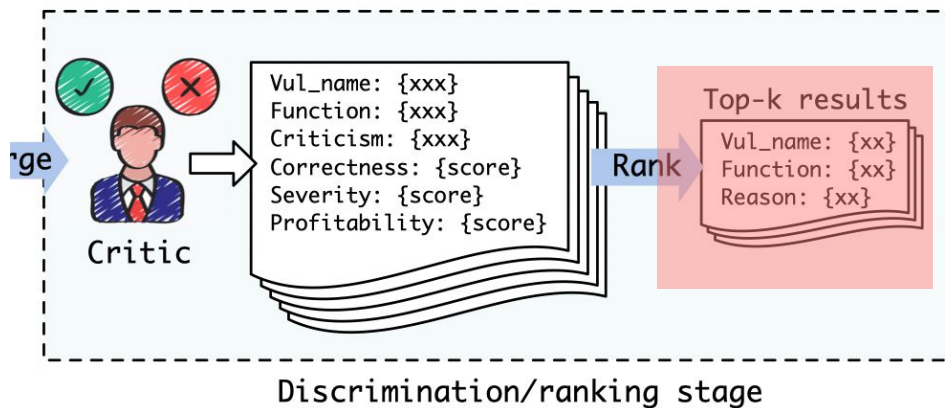 rge
Critic
Vul_name: {xxx}
Function: {xxx}
Criticism: {xxx}
Correctness: {score}
Severity: {score}
Profitability: {score}
Rank
Top-k results
Vul_name: {xx}
Function: {xx}
Reason: {xx}
Discrimination/ranking stage